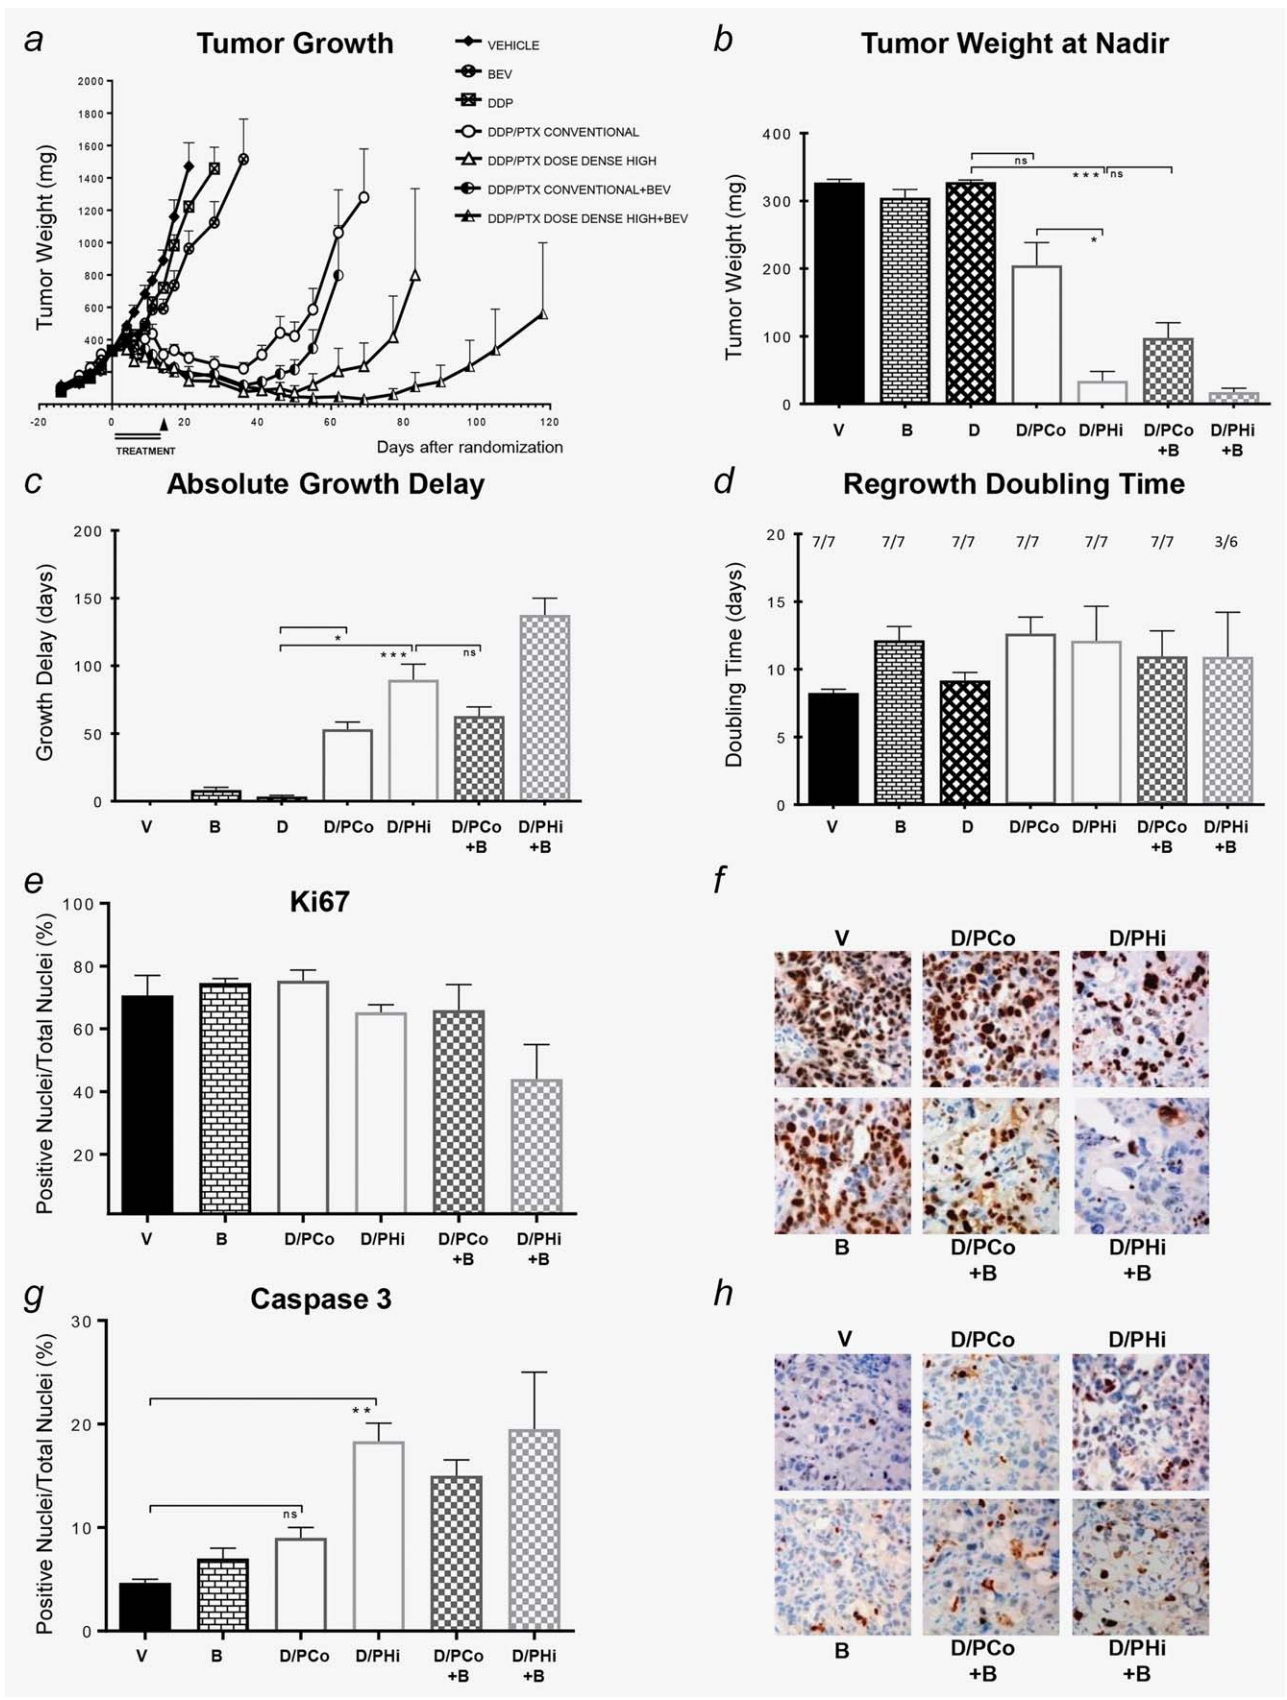 a
Tumor Growth
VEHICLE
BEV
DDP
DDP/PTX CONVENTIONAL
DDP/PTX DOSE DENSE HIGH
DDP/PTX CONVENTIONAL+BEV
DDP/PTX DOSE DENSE HIGH+BEV
Tumor Weight (mg)
2000
1800
1600
1400
1200
1000
800
600
400
-20 0 20 40 60 80 100 120
TREATMENT
Days after randomization
b
Tumor Weight at Nadir
Tumor Weight (mg)
400
300
200
100
0
ns
*** ns
*
V B D D/PCo D/PHi D/PCo D/PHi
+B +B
c
Absolute Growth Delay
Growth Delay (days)
200
150
100
50
0
*
*** ns
V B D D/PCo D/PHi D/PCo D/PHi
+B +B
d
Regrowth Doubling Time
Doubling Time (days)
20
15
10
5
0
7/7 7/7 7/7 7/7 7/7 7/7 3/6
V B D D/PCo D/PHi D/PCo D/PHi
+B +B
e
Ki67
Positive Nuclei/Total Nuclei (%)
100
80
60
40
20
V B D/PCo D/PHi D/PCo D/PHi
+B +B
f
V D/PCo D/PHi
B D/PCo D/PHi
+B +B
g
Caspase 3
Positive Nuclei/Total Nuclei (%)
30
20
10
0
**
ns
V B D/PCo D/PHi D/PCo D/PHi
+B +B
h
V D/PCo D/PHi
B D/PCo D/PHi
+B +B